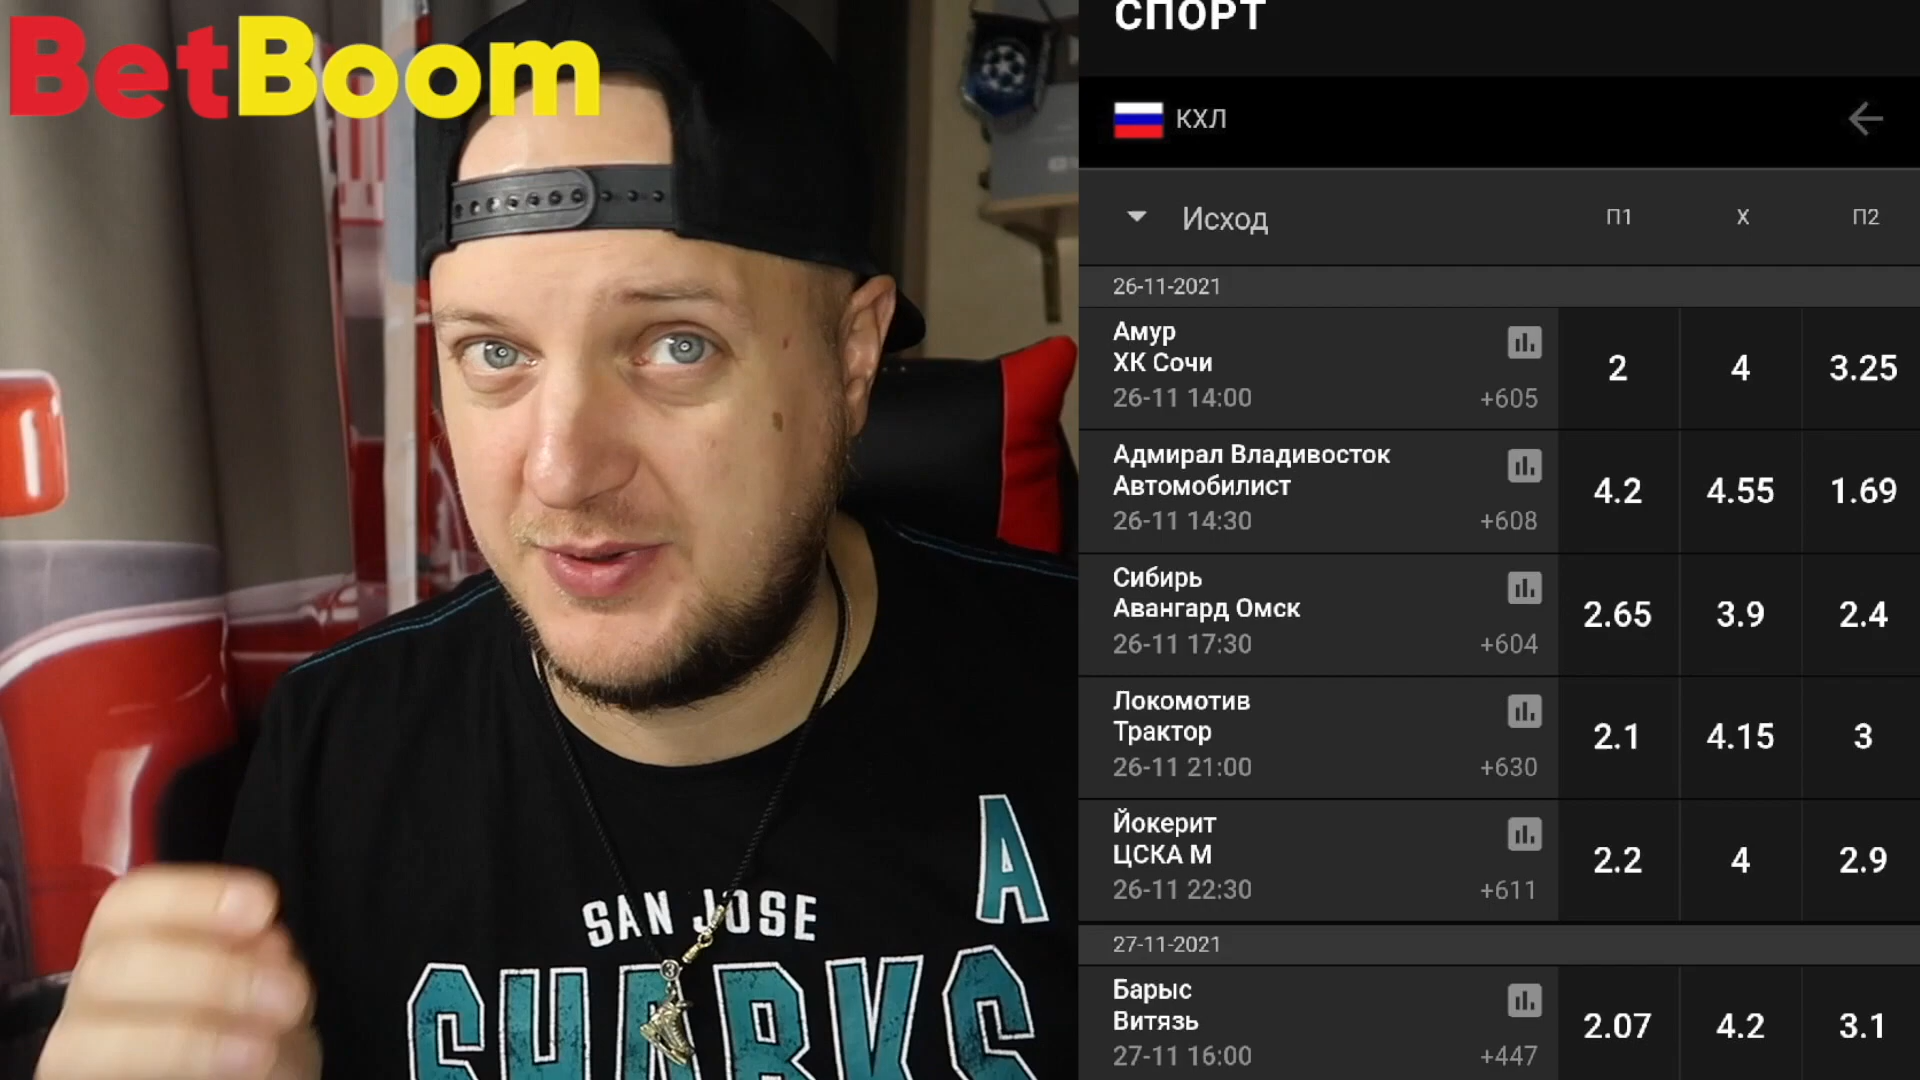 BetBoom
SAN JOSE
SHARKS
A
СПОРТ
КХЛ
Исход П1 X П2
26-11-2021
Амур
ХК Сочи
26-11 14:00 +605
2 4 3.25
Адмирал Владивосток
Автомобилист
26-11 14:30 +608
4.2 4.55 1.69
Сибирь
Авангард Омск
26-11 17:30 +604
2.65 3.9 2.4
Локомотив
Трактор
26-11 21:00 +630
2.1 4.15 3
Йокерит
ЦСКА М
26-11 22:30 +611
2.2 4 2.9
27-11-2021
Барыс
Витязь
27-11 16:00 +447
2.07 4.2 3.1